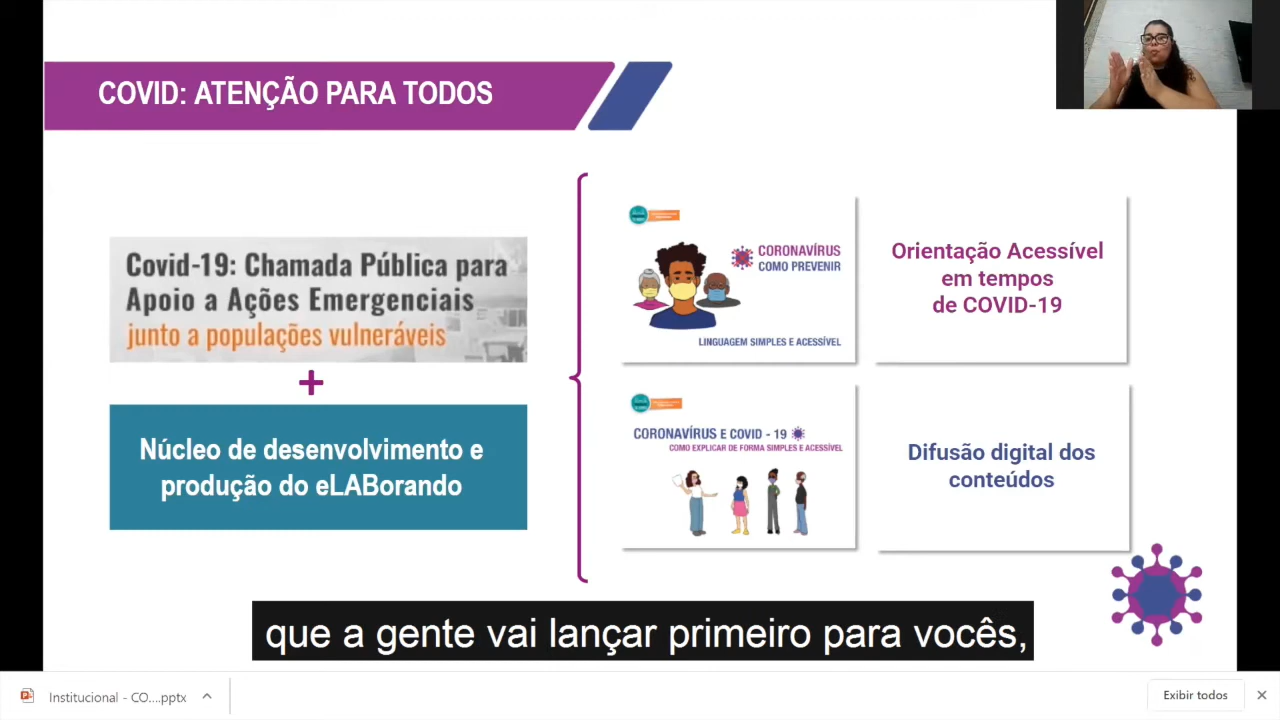 COVID: ATENÇÃO PARA TODOS
Covid-19: Chamada Pública para
Apoio a Ações Emergenciais
junto a populações vulneráveis
+
Núcleo de desenvolvimento e
produção do eLABorando
CORONAVÍRUS
COMO PREVENIR
LINGUAGEM SIMPLES E ACESSÍVEL
Orientação Acessível
em tempos
de COVID-19
CORONAVÍRUS E COVID - 19
COMO EXPLICAR DE FORMA SIMPLES E ACESSÍVEL
Difusão digital dos
conteúdos
que a gente vai lançar primeiro para vocês,
Institucional - CO....pptx
Exibir todos